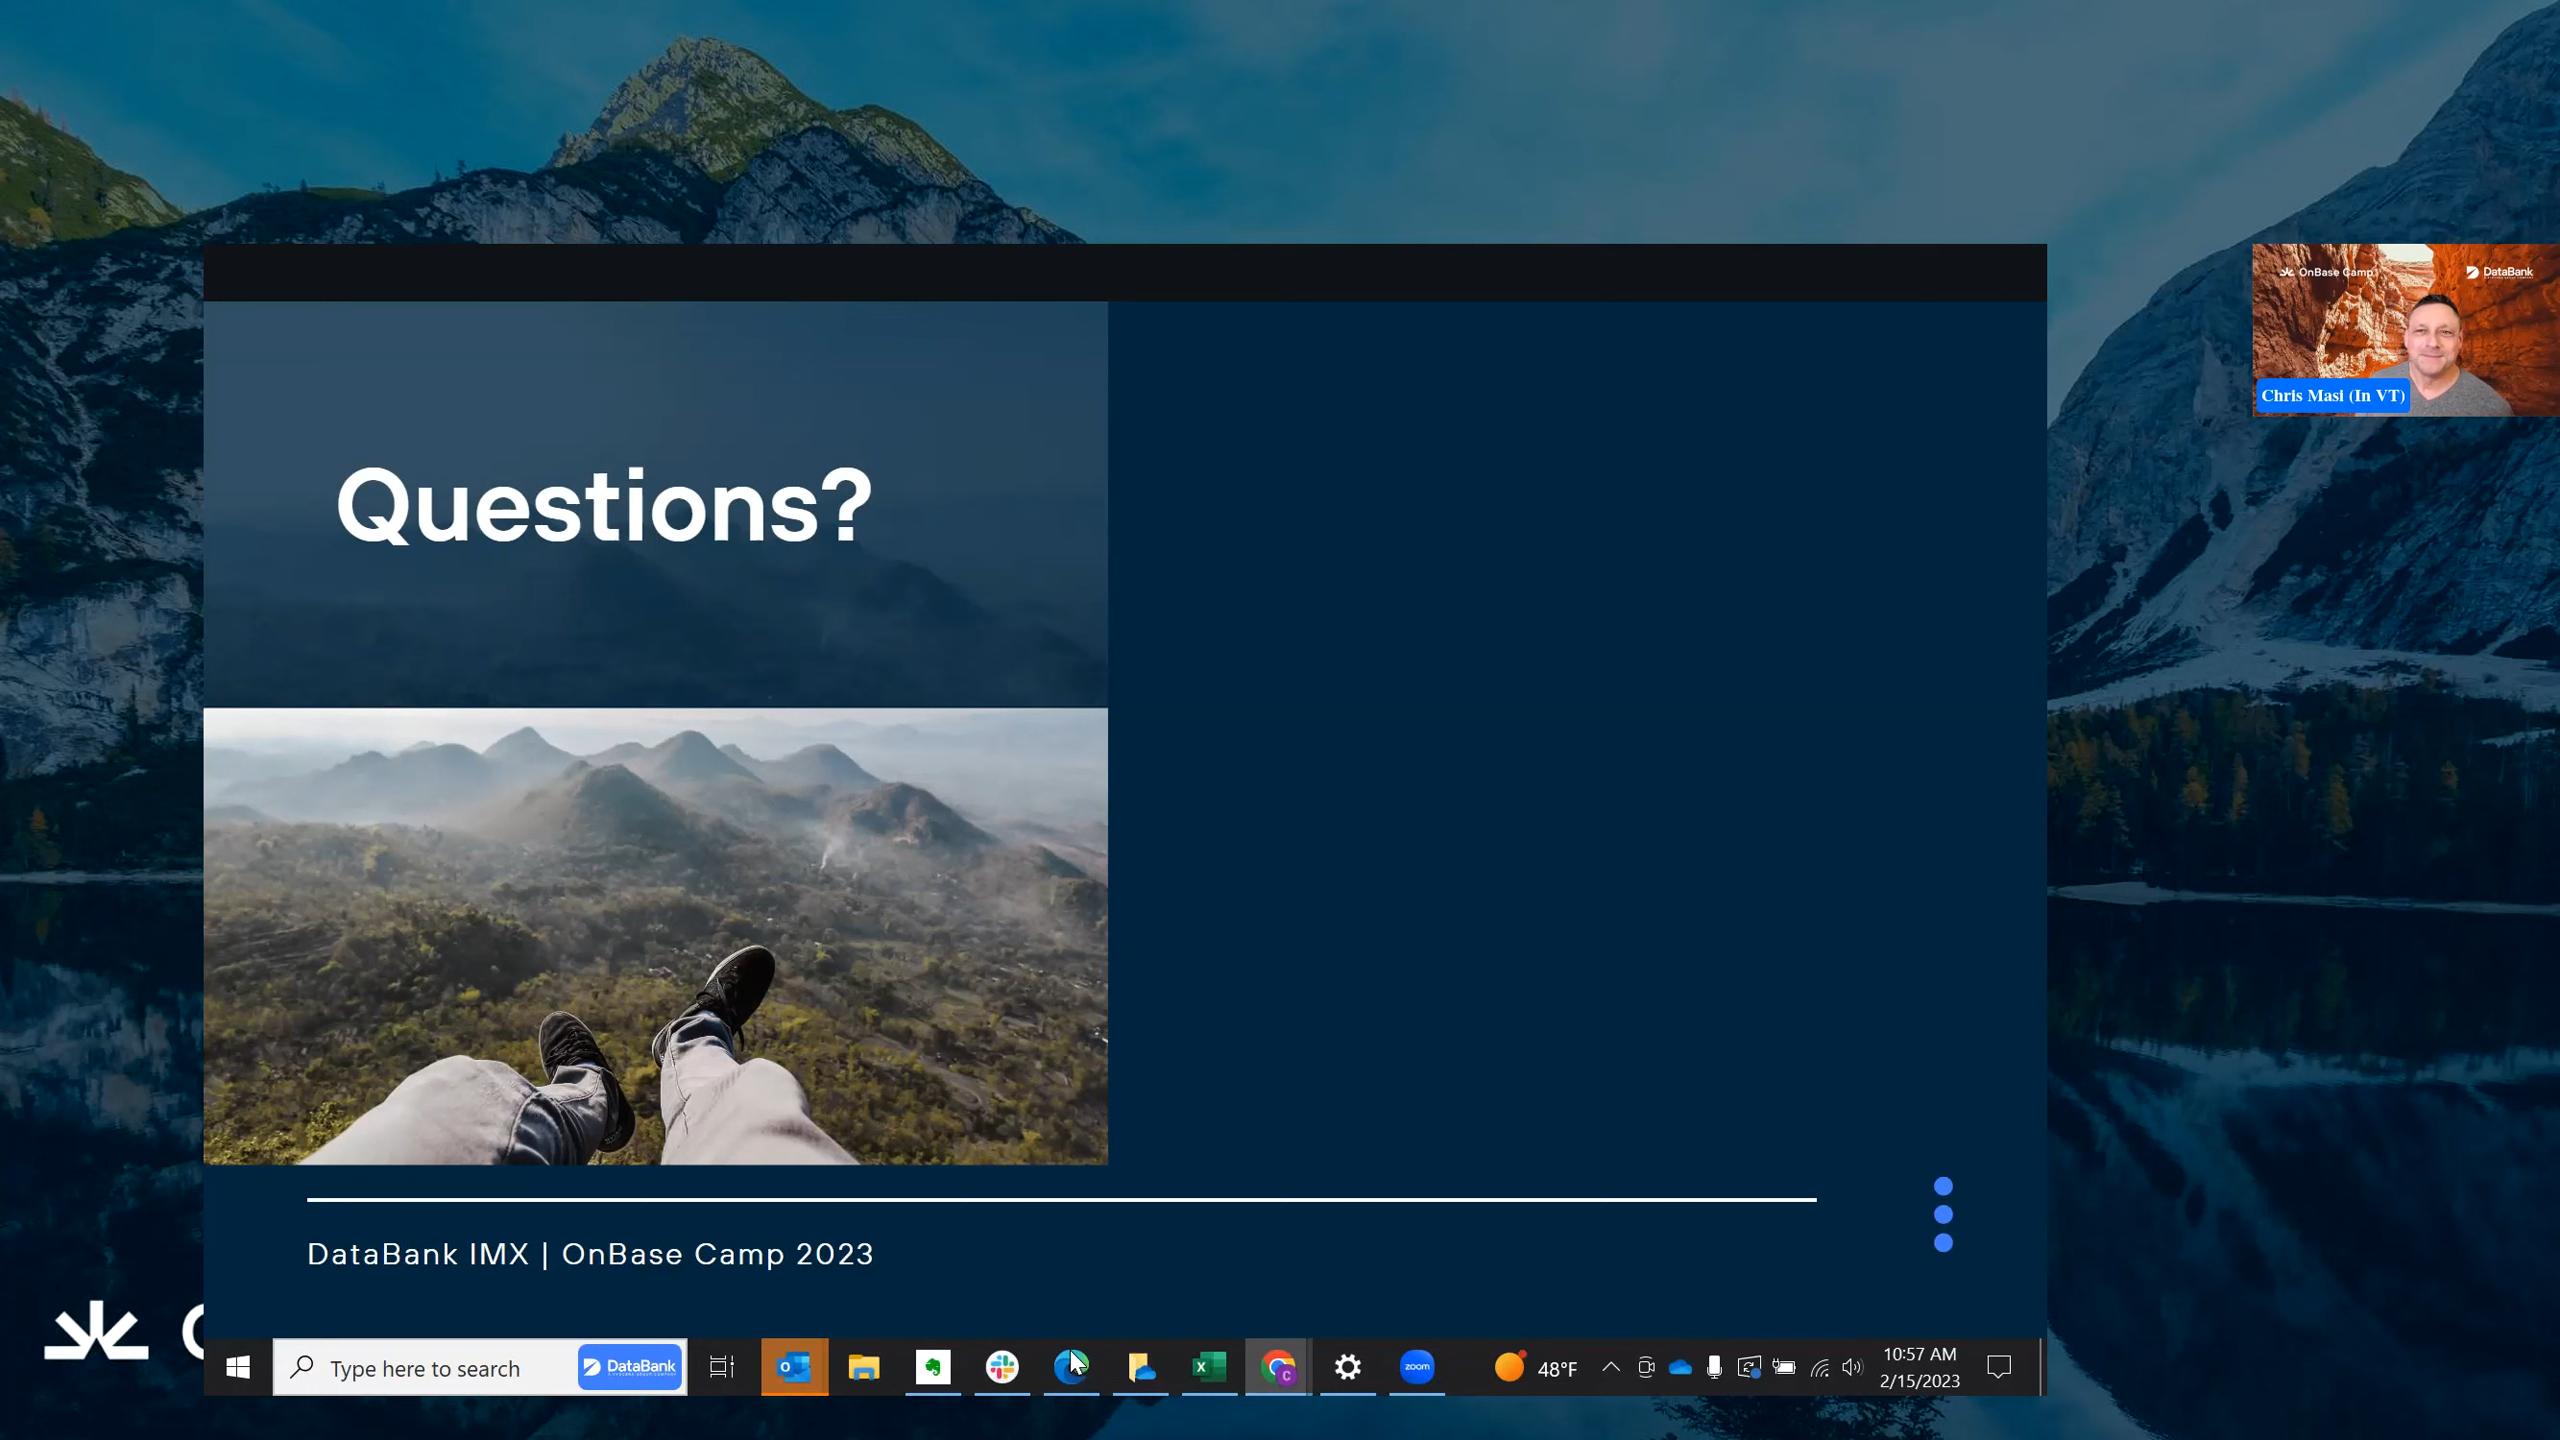 OnBase Camp
DataBank
Chris Masi (In VT)
Questions?
DataBank IMX | OnBase Camp 2023
Type here to search
DataBank
zoom
48°F
10:57 AM
2/15/2023